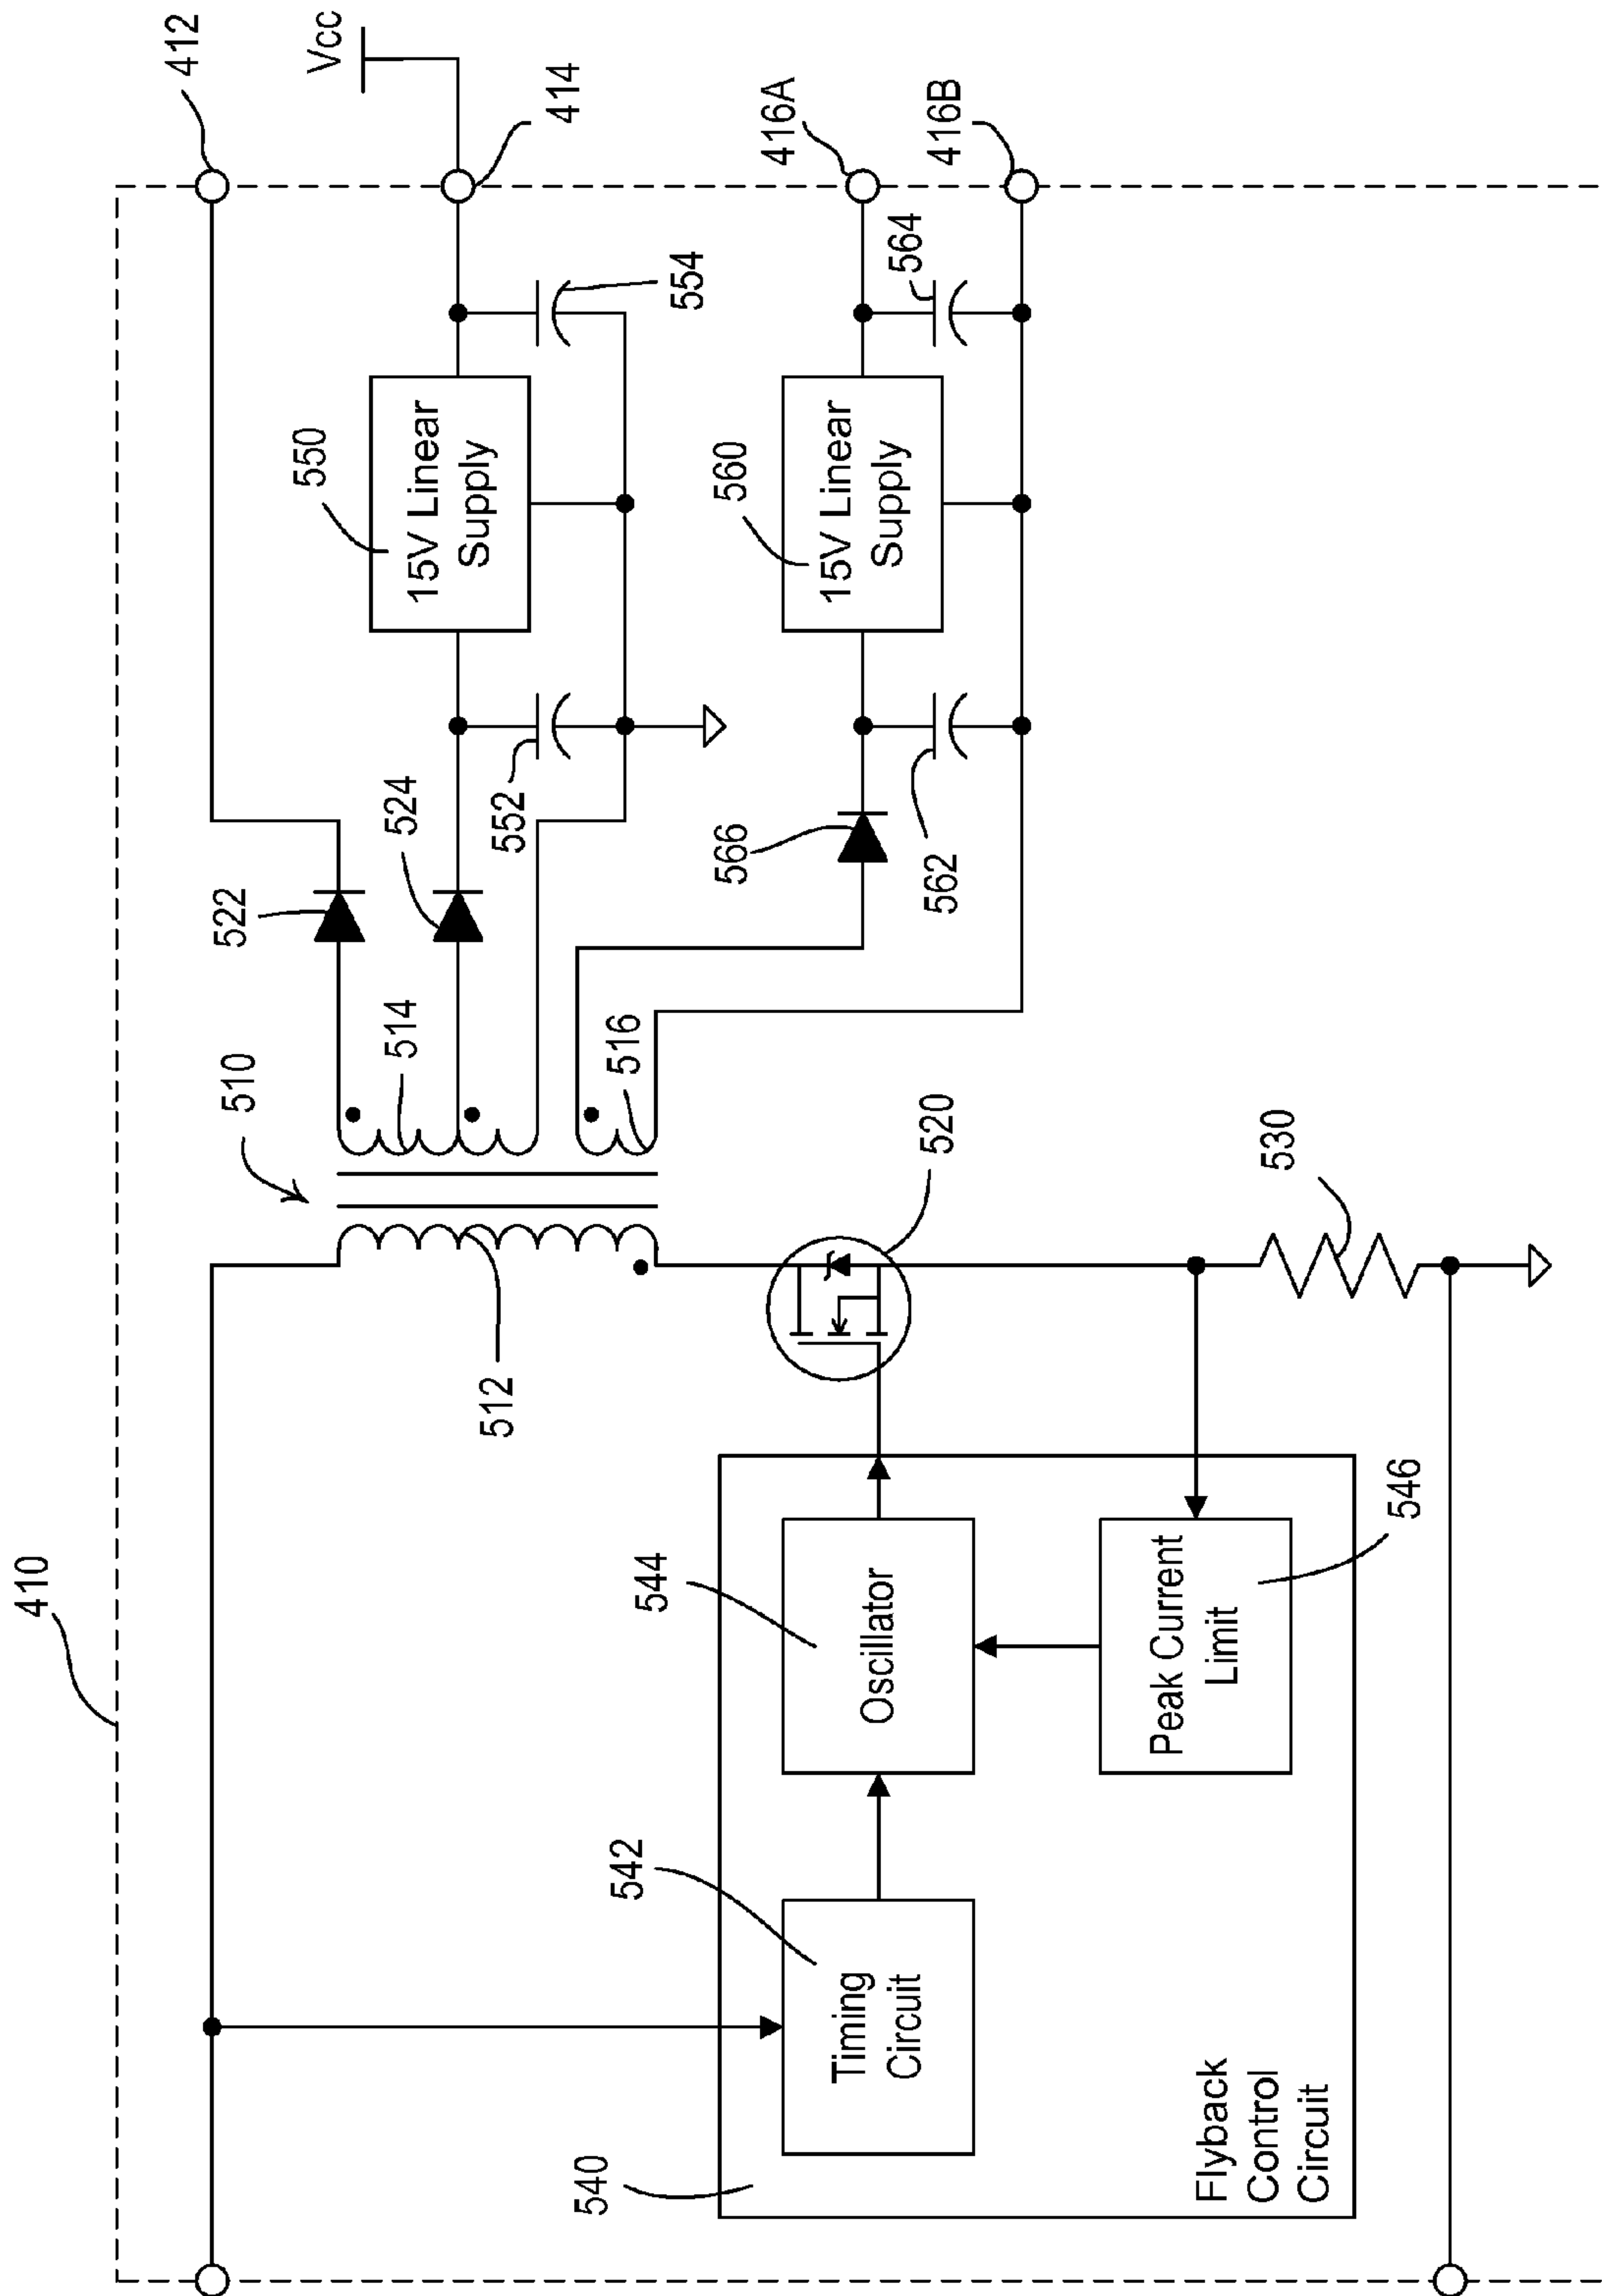 410
412
Vcc
414
416A
416B
510
514
516
512
522
524
550
15V Linear
Supply
552
554
560
15V Linear
Supply
562
564
566
520
530
540
542
Timing
Circuit
544
Oscillator
546
Peak Current
Limit
Flyback
Control
Circuit